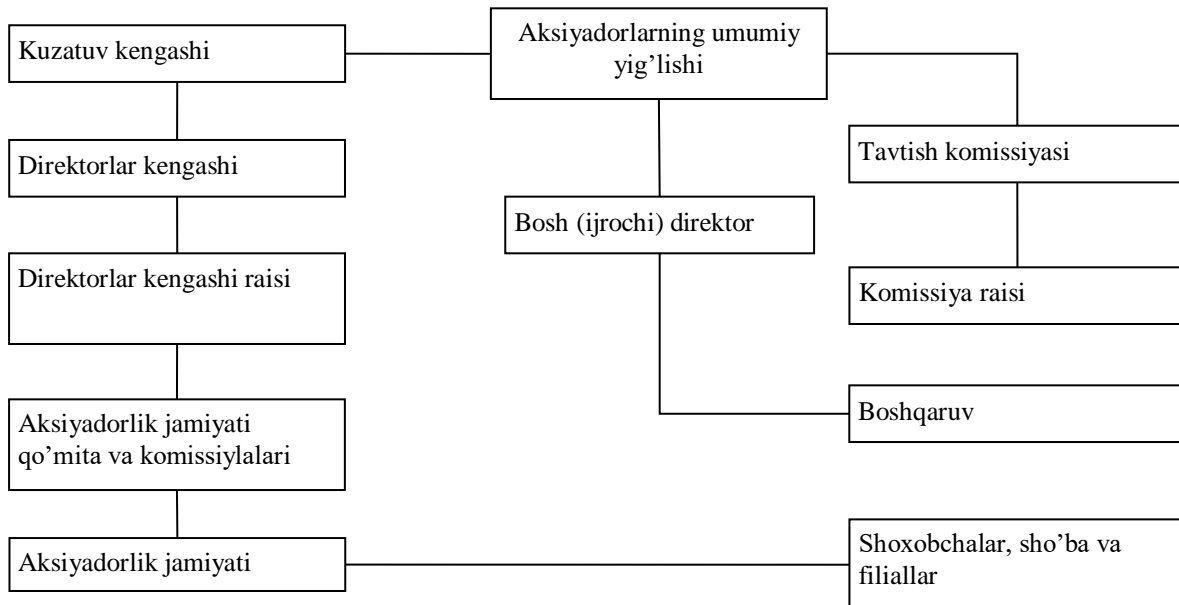 Kuzatuv kengashi
Aksiyadorlarning umumiy
yig’lishi
Direktorlar kengashi
Tavtish komissiyasi
Bosh (ijrochi) direktor
Direktorlar kengashi raisi
Komissiya raisi
Aksiyadorlik jamiyati
qo’mita va komissiylalari
Boshqaruv
Aksiyadorlik jamiyati
Shoxobchalar, sho’ba va
filiallar